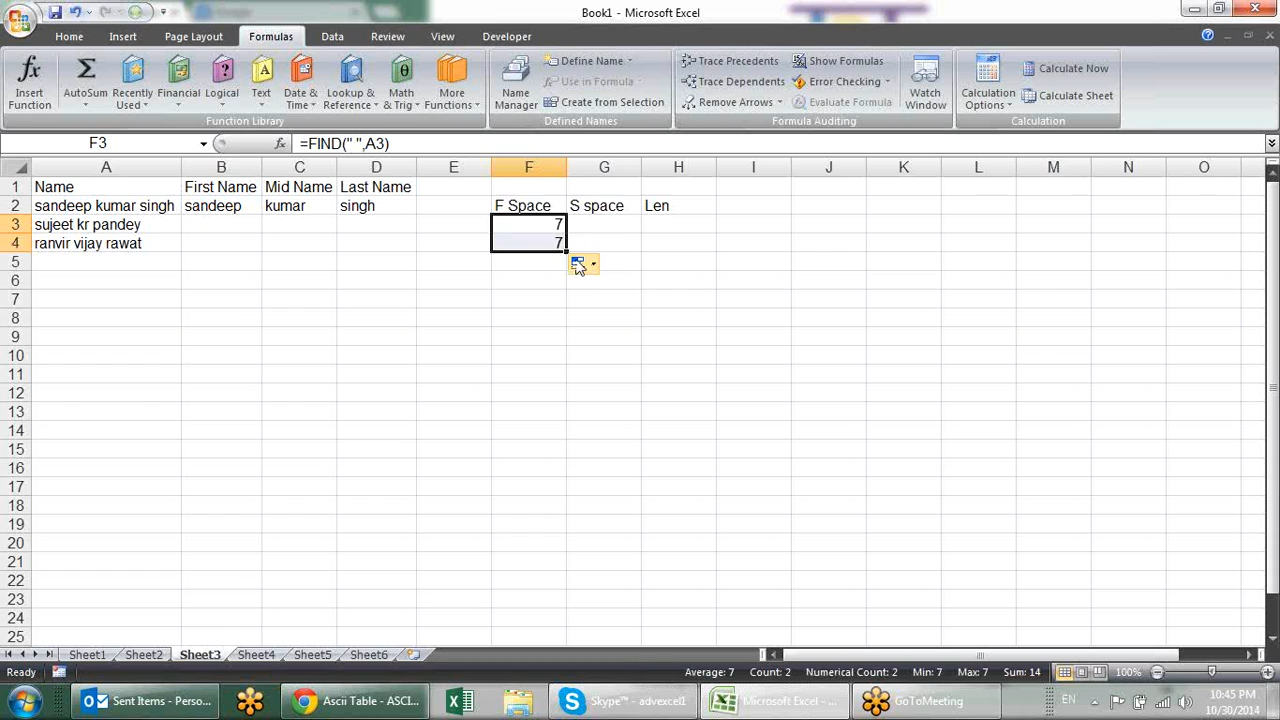 Book1 - Microsoft Excel
Home Insert Page Layout Formulas Data Review View Developer
Insert Function
AutoSum
Recently Used
Financial
Logical
Text
Date & Time
Lookup & Reference
Math & Trig
More Functions
Function Library
Name Manager
Define Name
Use in Formula
Create from Selection
Defined Names
Trace Precedents
Trace Dependents
Remove Arrows
Show Formulas
Error Checking
Evaluate Formula
Formula Auditing
Watch Window
Calculation Options
Calculate Now
Calculate Sheet
Calculation
F3 fx =FIND(" ",A3)
A B C D E F G H I J K L M N O
1 Name First Name Mid Name Last Name
2 sandeep kumar singh sandeep kumar singh F Space S space Len
3 sujeet kr pandey 7
4 ranvir vijay rawat 7
5
6
7
8
9
10
11
12
13
14
15
16
17
18
19
20
21
22
23
24
25
Sheet1 Sheet2 Sheet3 Sheet4 Sheet5 Sheet6
Ready Average: 7 Count: 2 Numerical Count: 2 Min: 7 Max: 7 Sum: 14 100%
Sent Items - Perso... Ascii Table - ASCI... Skype™ - advexcel1 Microsoft Excel - ... GoToMeeting EN 10:45 PM
10/30/2014